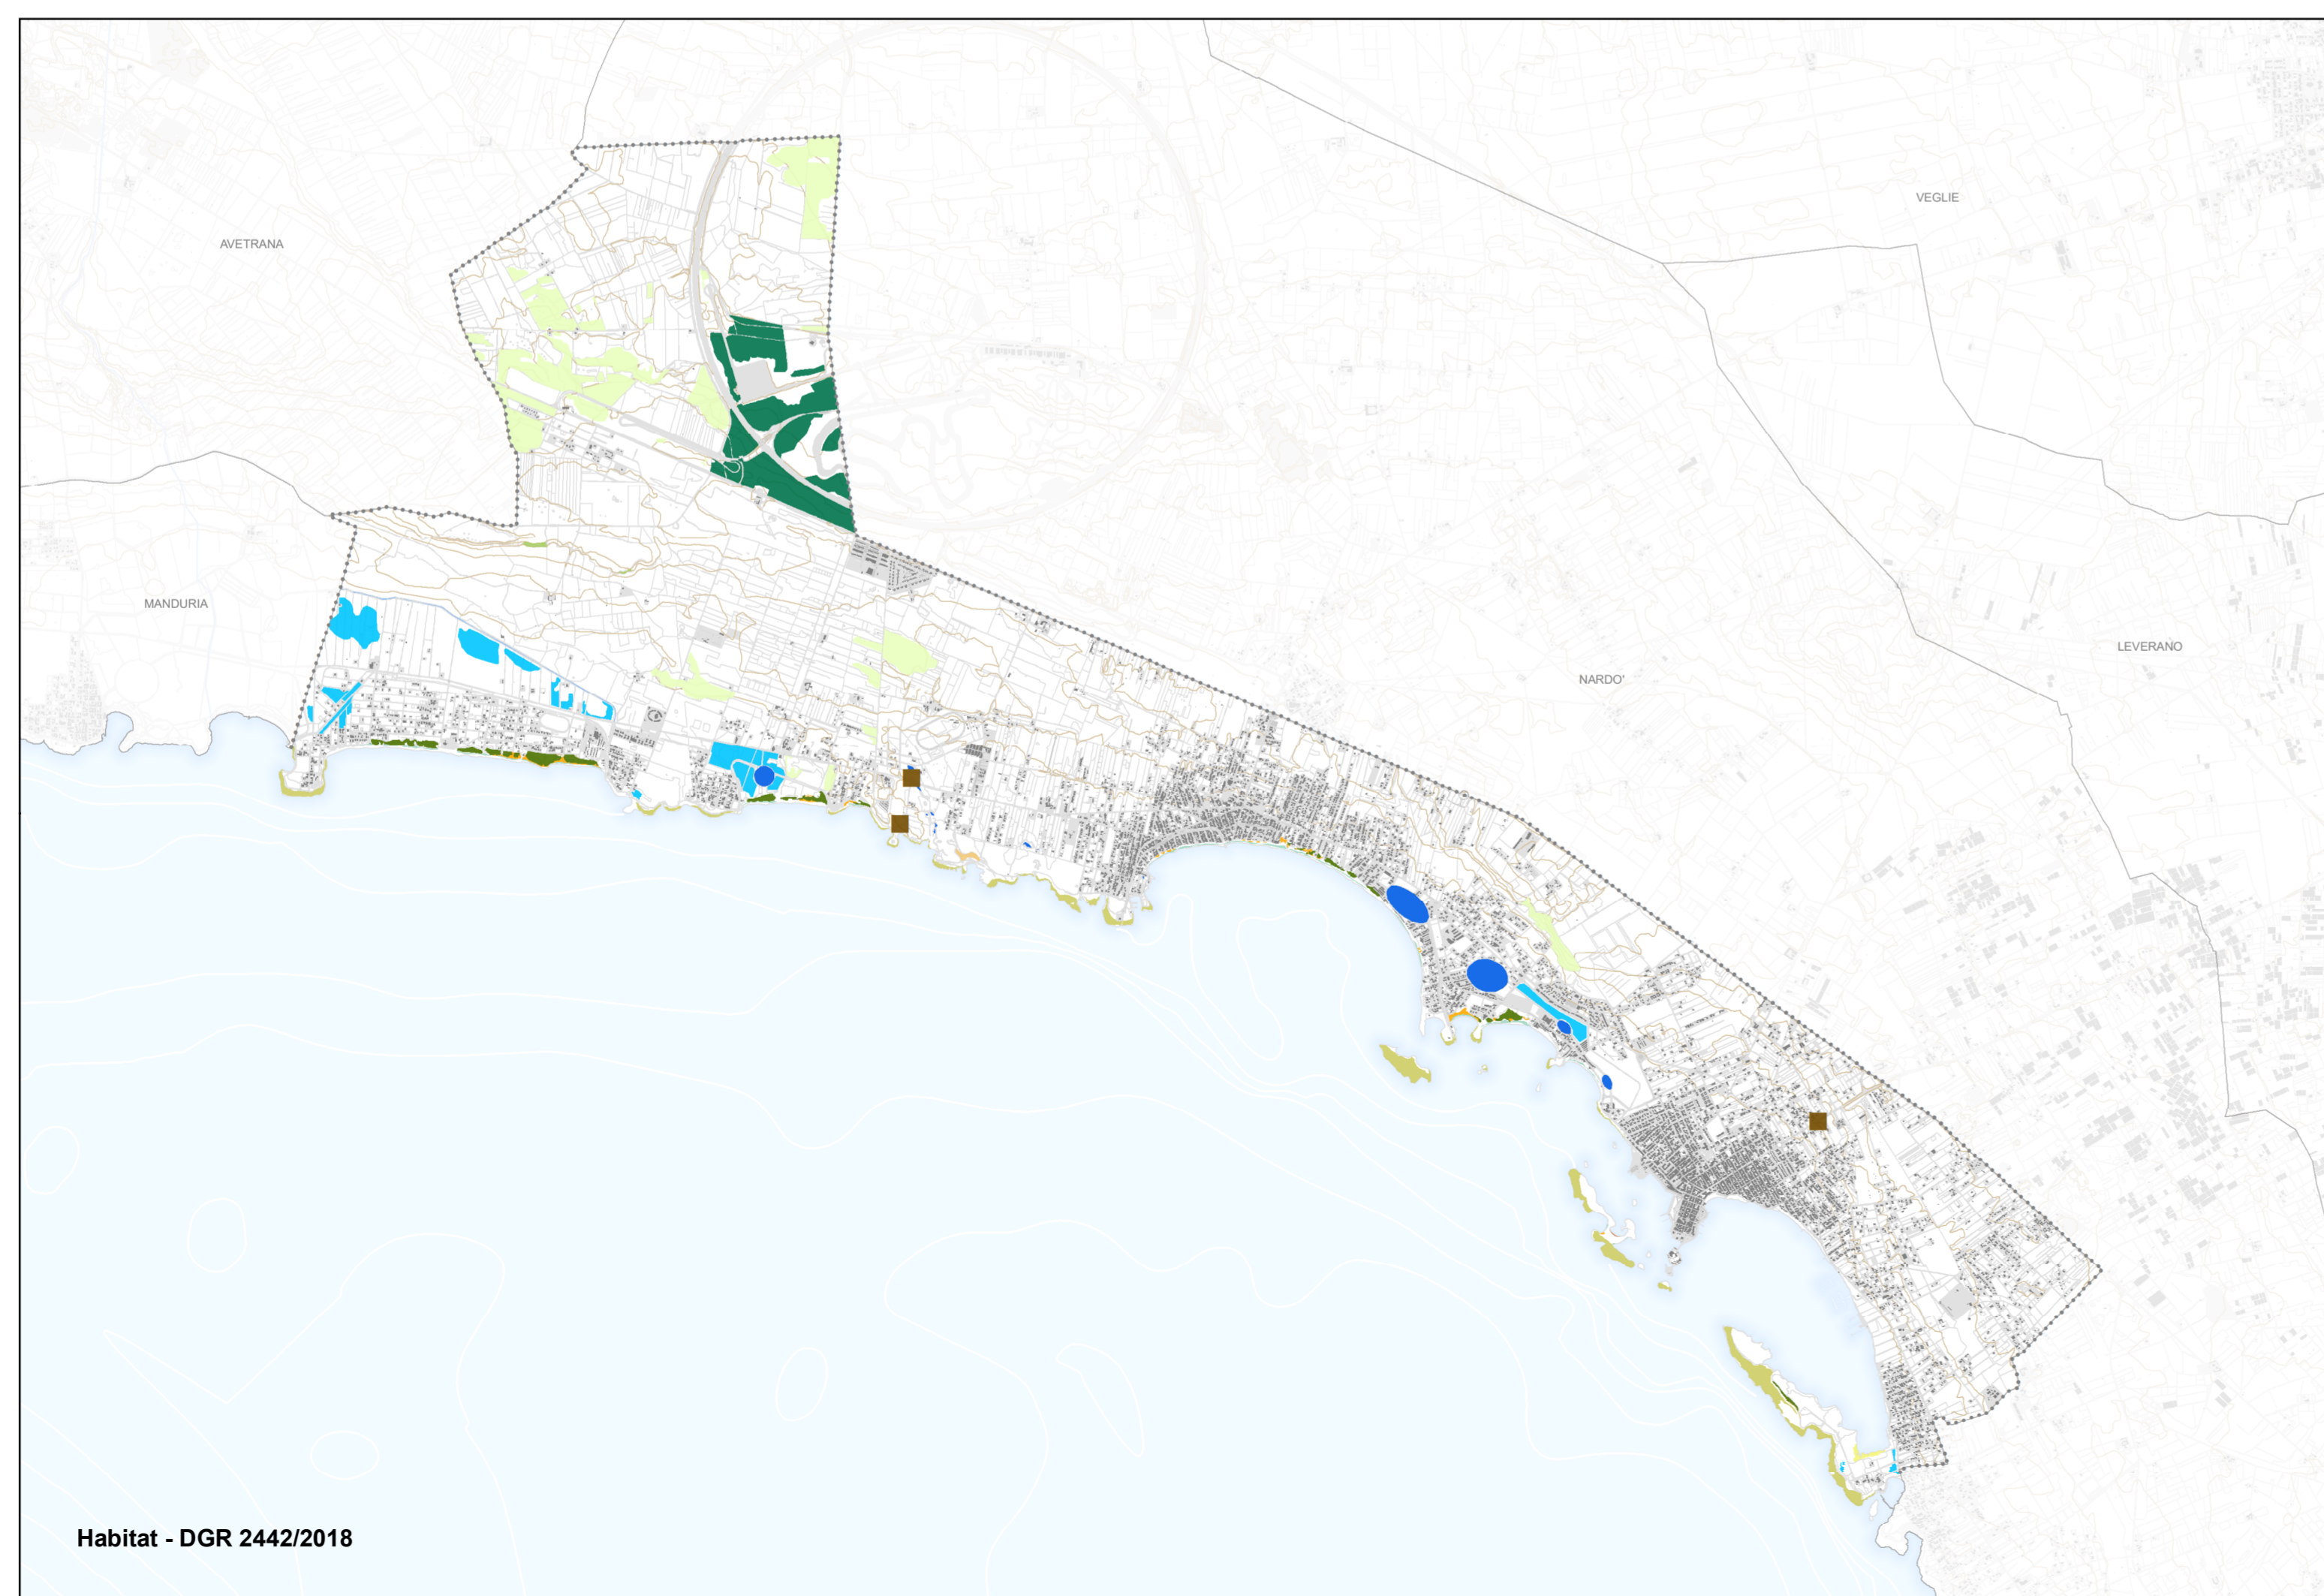 VEGLIE
AVETRANA
MANDURIA
LEVERANO
NARDO'
Habitat - DGR 2442/2018